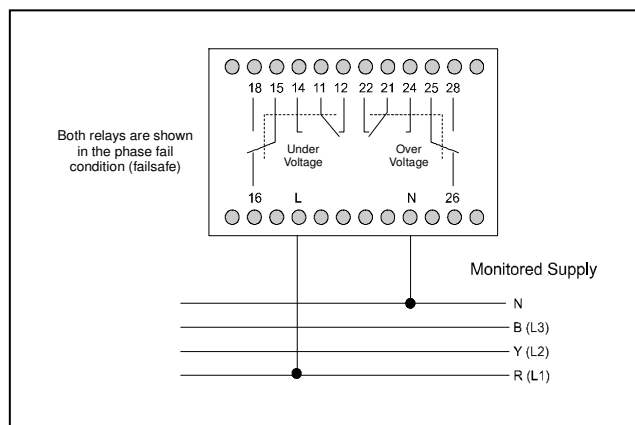 18 15 14 11 12 22 21 24 25 28
Both relays are shown
in the phase fail
condition (failsafe)
Under
Voltage
Over
Voltage
16 L N 26
Monitored Supply
N
B (L3)
Y (L2)
R (L1)